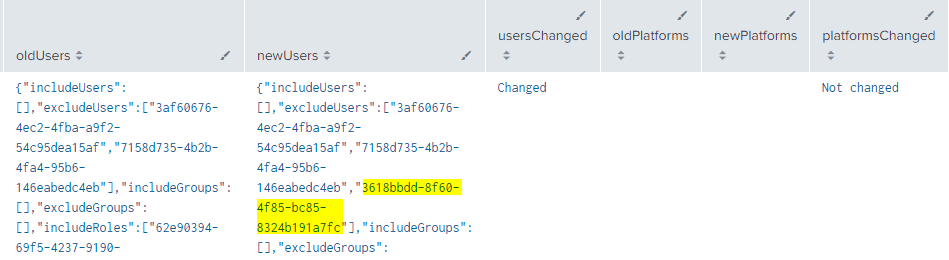 oldUsers
newUsers
usersChanged
oldPlatforms
newPlatforms
platformsChanged
{"includeUsers":
[],"excludeUsers":["3af60676-
4ec2-4fba-a9f2-
54c95dea15af","7158d735-4b2b-
4fa4-95b6-
146eabedc4eb"],"includeGroups":
[],"excludeGroups":
[],"includeRoles":["62e90394-
69f5-4237-9190-
{"includeUsers":
[],"excludeUsers":["3af60676-
4ec2-4fba-a9f2-
54c95dea15af","7158d735-4b2b-
4fa4-95b6-
146eabedc4eb","3618bbdd-8f60-
4f85-bc85-
8324b191a7fc"],"includeGroups":
[],"excludeGroups":
Changed
Not changed